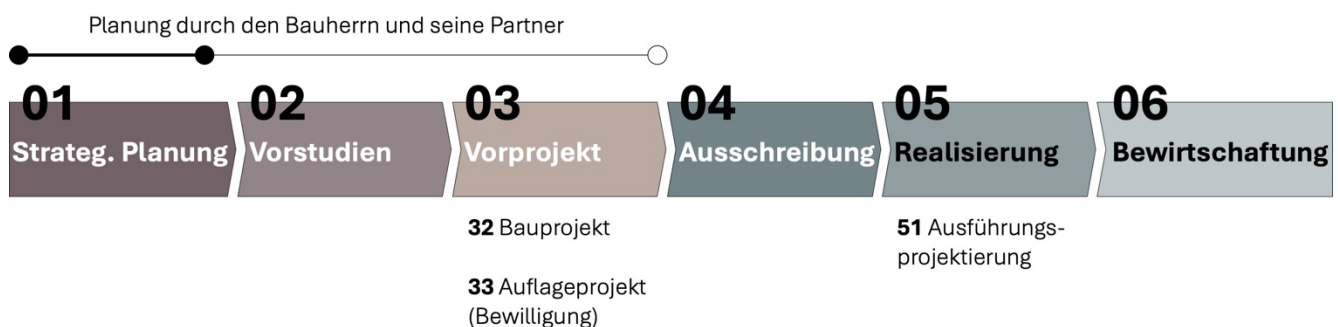 Planung durch den Bauherrn und seine Partner
01 02 03 04 05 06
Strateg. Planung Vorstudien Vorprojekt Ausschreibung Realisierung Bewirtschaftung
32 Bauprojekt
33 Auflageprojekt
(Bewilligung)
51 Ausführungs-
projektierung